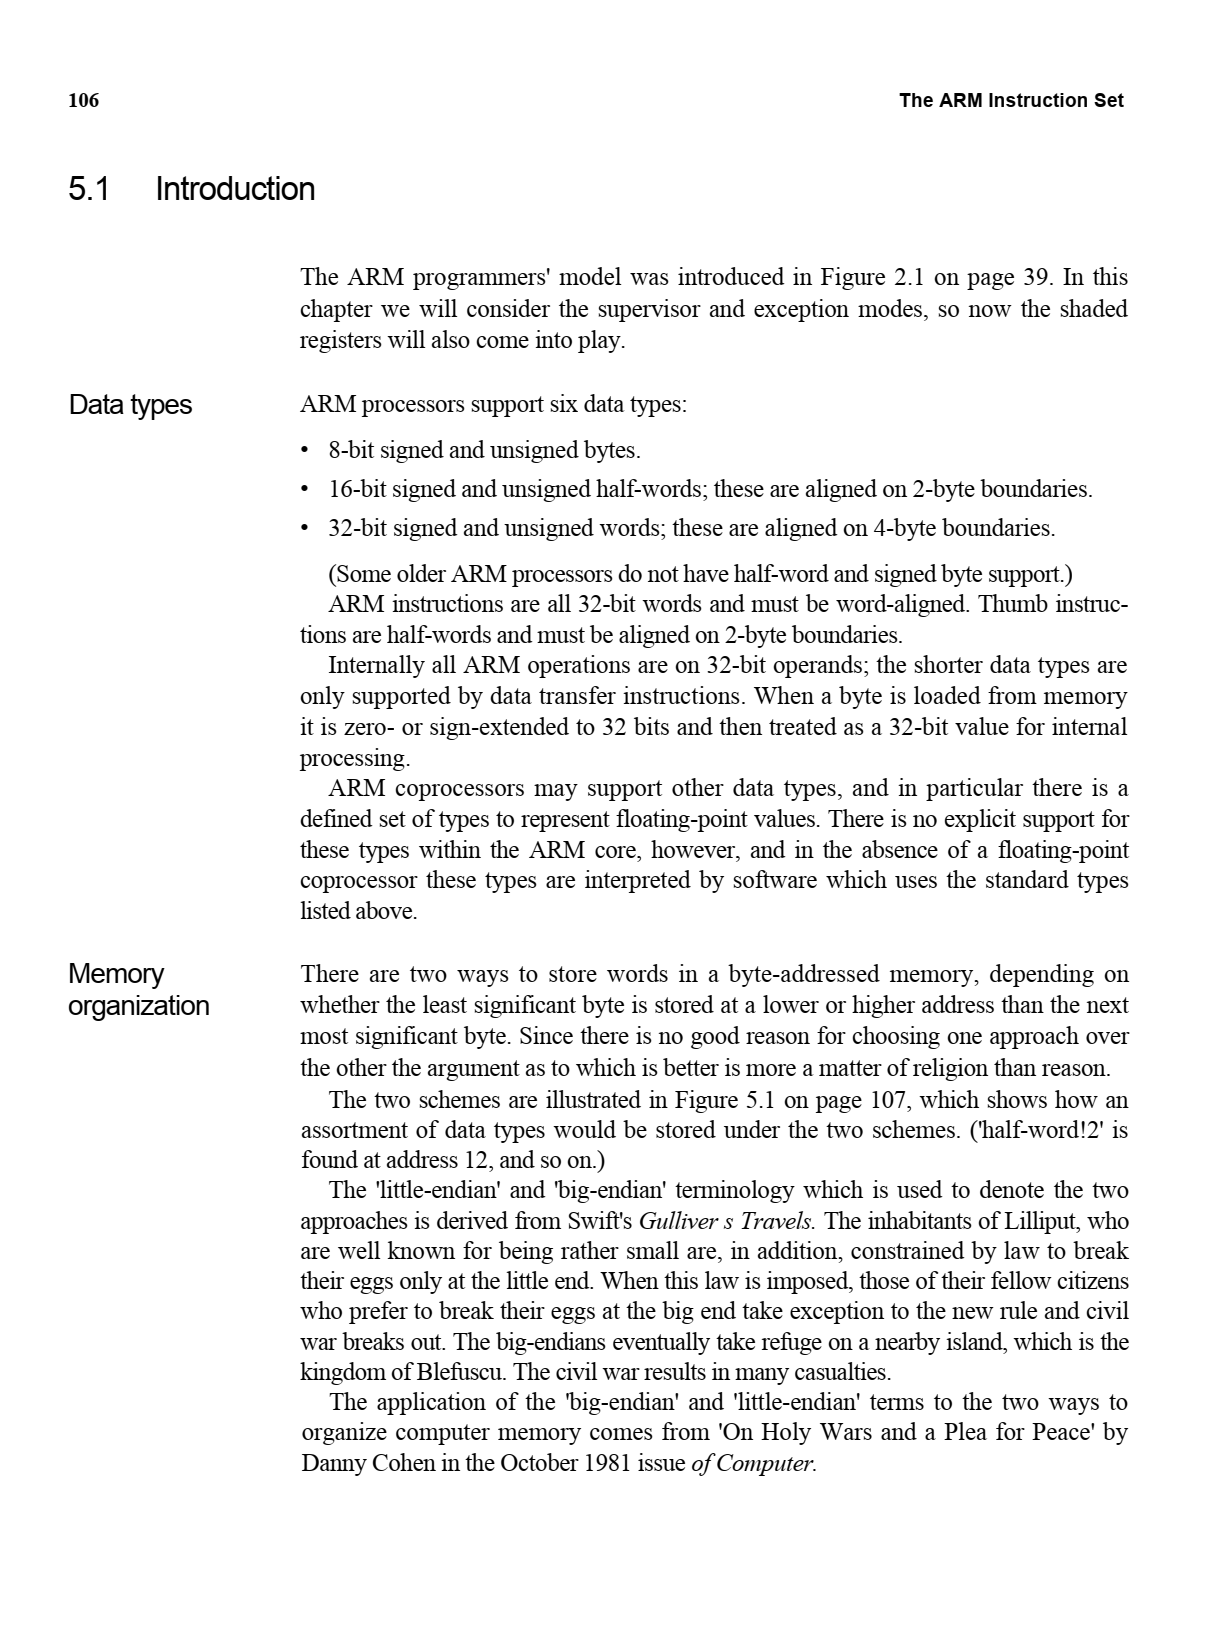 106
The ARM Instruction Set
5.1 Introduction
The ARM programmers' model was introduced in Figure 2.1 on page 39. In this
chapter we will consider the supervisor and exception modes, so now the shaded
registers will also come into play.
Data types
ARM processors support six data types:
• 8-bit signed and unsigned bytes.
• 16-bit signed and unsigned half-words; these are aligned on 2-byte boundaries.
• 32-bit signed and unsigned words; these are aligned on 4-byte boundaries.
(Some older ARM processors do not have half-word and signed byte support.)
ARM instructions are all 32-bit words and must be word-aligned. Thumb instruc-
tions are half-words and must be aligned on 2-byte boundaries.
Internally all ARM operations are on 32-bit operands; the shorter data types are
only supported by data transfer instructions. When a byte is loaded from memory
it is zero- or sign-extended to 32 bits and then treated as a 32-bit value for internal
processing.
ARM coprocessors may support other data types, and in particular there is a
defined set of types to represent floating-point values. There is no explicit support for
these types within the ARM core, however, and in the absence of a floating-point
coprocessor these types are interpreted by software which uses the standard types
listed above.
Memory
organization
There are two ways to store words in a byte-addressed memory, depending on
whether the least significant byte is stored at a lower or higher address than the next
most significant byte. Since there is no good reason for choosing one approach over
the other the argument as to which is better is more a matter of religion than reason.
The two schemes are illustrated in Figure 5.1 on page 107, which shows how an
assortment of data types would be stored under the two schemes. ('half-word!2' is
found at address 12, and so on.)
The 'little-endian' and 'big-endian' terminology which is used to denote the two
approaches is derived from Swift's Gulliver s Travels. The inhabitants of Lilliput, who
are well known for being rather small are, in addition, constrained by law to break
their eggs only at the little end. When this law is imposed, those of their fellow citizens
who prefer to break their eggs at the big end take exception to the new rule and civil
war breaks out. The big-endians eventually take refuge on a nearby island, which is the
kingdom of Blefuscu. The civil war results in many casualties.
The application of the 'big-endian' and 'little-endian' terms to the two ways to
organize computer memory comes from 'On Holy Wars and a Plea for Peace' by
Danny Cohen in the October 1981 issue of Computer.